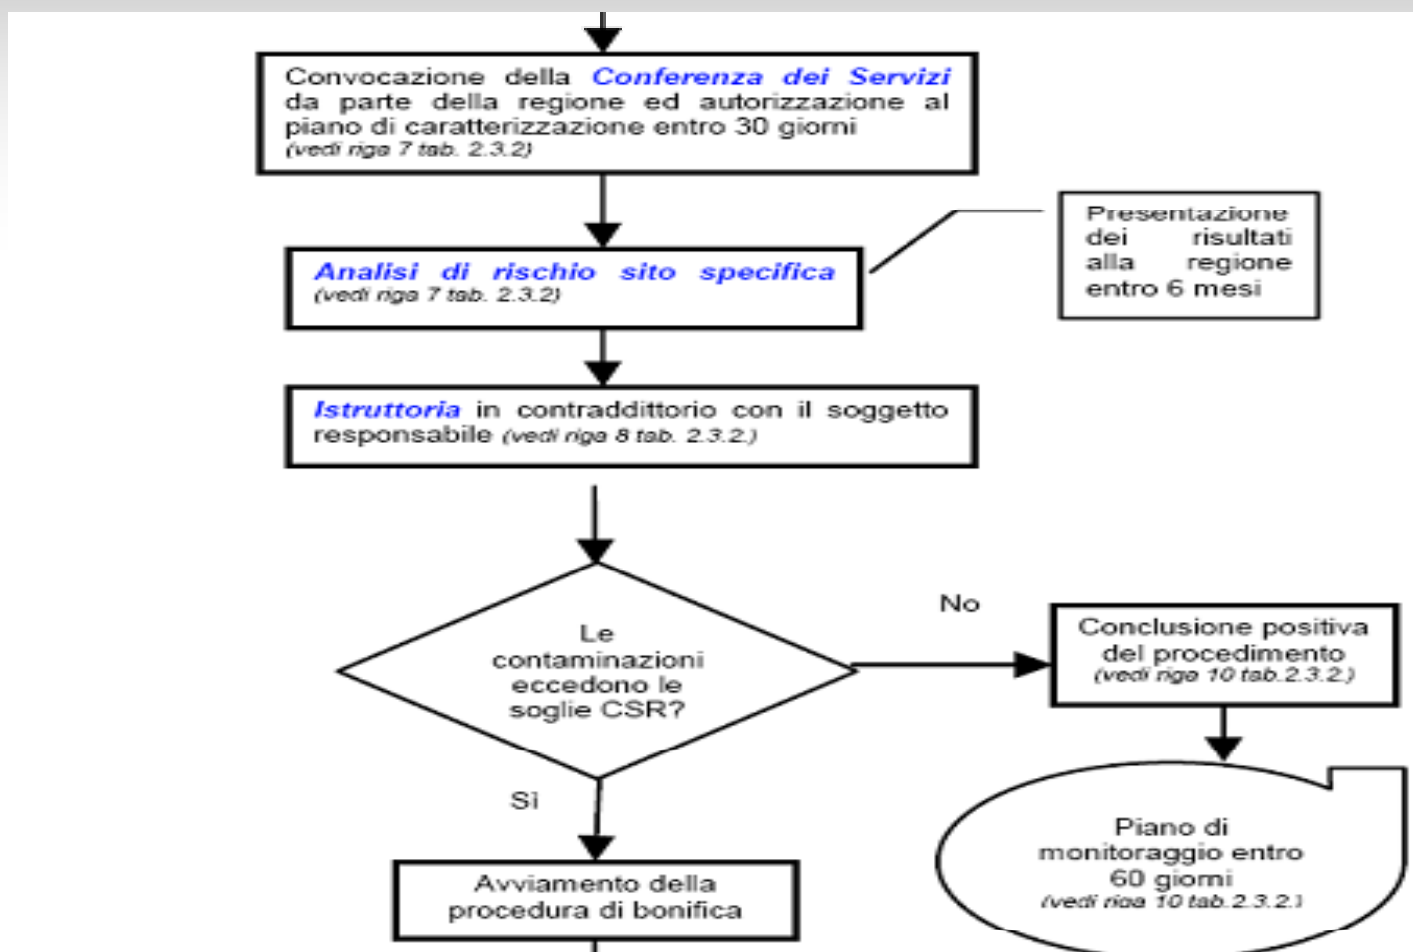 Convocazione della Conferenza dei Servizi
da parte della regione ed autorizzazione al
piano di caratterizzazione entro 30 giorni
(vedi riga 7 tab. 2.3.2)
Presentazione
dei risultati
alla regione
entro 6 mesi
Analisi di rischio sito specifica
(vedi riga 7 tab. 2.3.2)
Istruttoria in contraddittorio con il soggetto
responsabile (vedi riga 8 tab. 2.3.2.)
Le
contaminazioni
eccedono le
soglie CSR?
No
Conclusione positiva
del procedimento
(vedi riga 10 tab.2.3.2.)
Sì
Piano di
monitoraggio entro
60 giorni
(vedi riga 10 tab.2.3.2.)
Avviamento della
procedura di bonifica